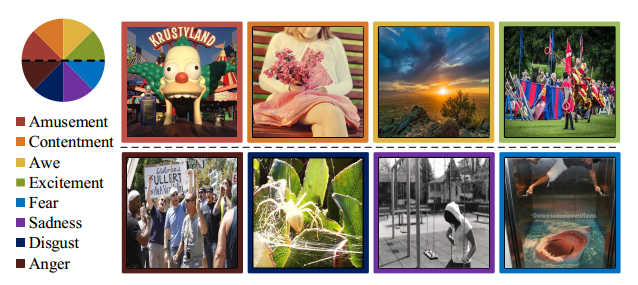 KRUSTYLAND
Amusement
Contentment
Awe
Excitement
Fear
Sadness
Disgust
Anger
@awesomeinventions